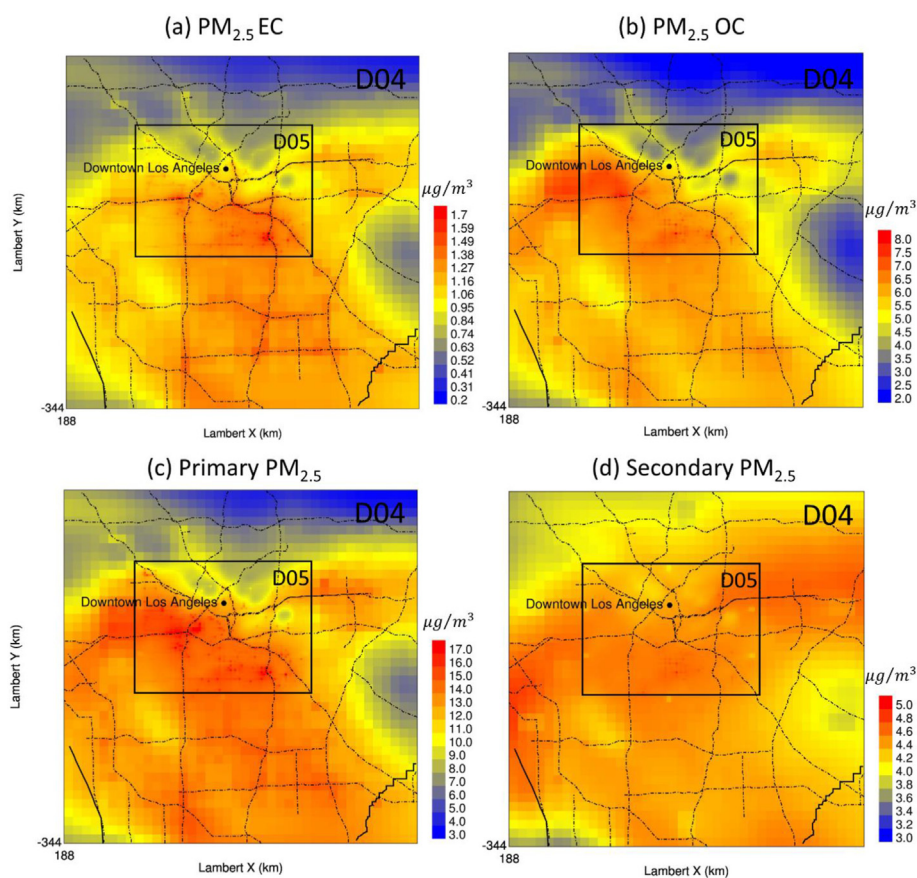 (a) PM2.5 EC
D04
D05
Downtown Los Angeles
μg/m³
1.7
1.59
1.49
1.38
1.27
1.16
1.06
0.95
0.84
0.74
0.63
0.52
0.41
0.31
0.2
Lambert Y (km)
-344
188
Lambert X (km)
(b) PM2.5 OC
D04
D05
Downtown Los Angeles
μg/m³
8.0
7.5
7.0
6.5
6.0
5.5
5.0
4.5
4.0
3.5
3.0
2.5
2.0
-344
188
Lambert X (km)
(c) Primary PM2.5
D04
D05
Downtown Los Angeles
μg/m³
17.0
16.0
15.0
14.0
13.0
12.0
11.0
10.0
9.0
8.0
7.0
6.0
5.0
4.0
3.0
Lambert Y (km)
-344
188
Lambert X (km)
(d) Secondary PM2.5
D04
D05
Downtown Los Angeles
μg/m³
5.0
4.8
4.6
4.4
4.2
4.0
3.8
3.6
3.4
3.2
3.0
-344
188
Lambert X (km)